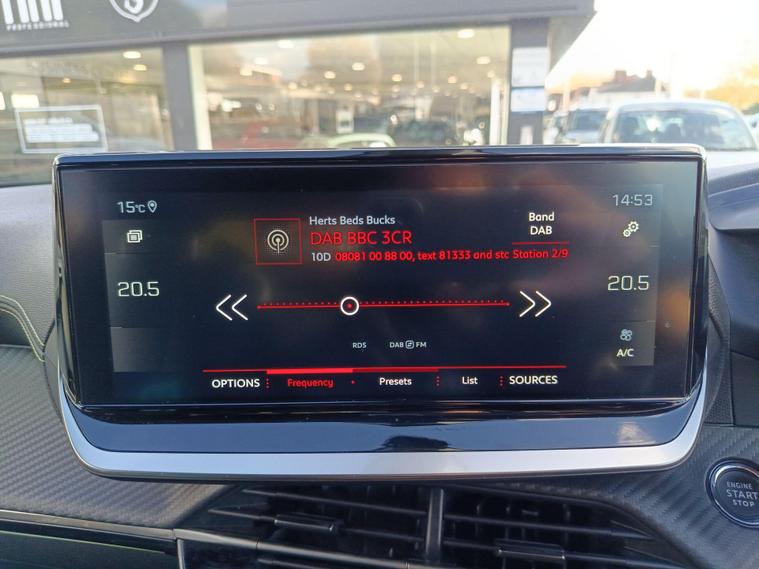 PROFESSIONAL
15°C
14:53
Herts Beds Bucks
DAB BBC 3CR
10D 08081 00 88 00, text 81333 and stc
Band
DAB
Station 2/9
20.5
20.5
RDS
DAB FM
A/C
OPTIONS
Frequency
Presets
List
SOURCES
ENGINE
START
STOP